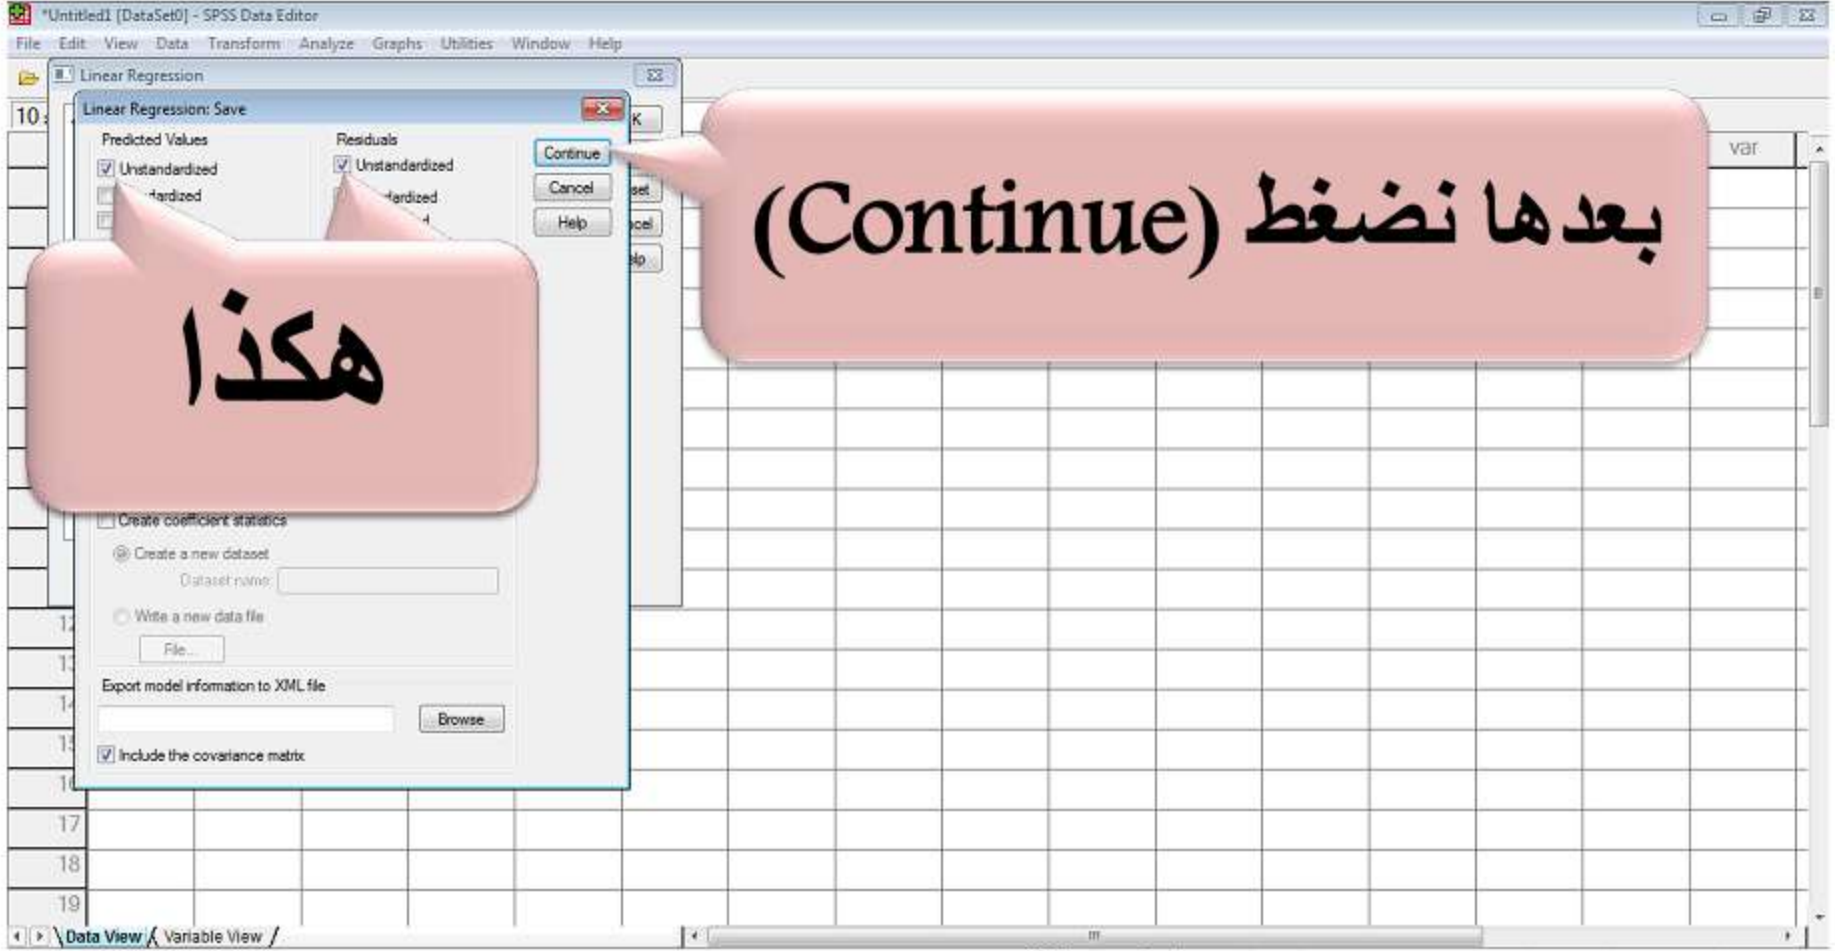 *Untitled1 [DataSet0] - SPSS Data Editor
File Edit View Data Transform Analyze Graphs Utilities Window Help
Linear Regression
10 :
Linear Regression: Save
Predicted Values
Unstandardized
Residuals
Unstandardized
Continue
Cancel
Help
var
بعدها نضغط (Continue)
هكذا
Create coefficient statistics
Create a new dataset
Dataset name:
Write a new data file
File...
Export model information to XML file
Browse
Include the covariance matrix
17
18
19
Data View
Variable View